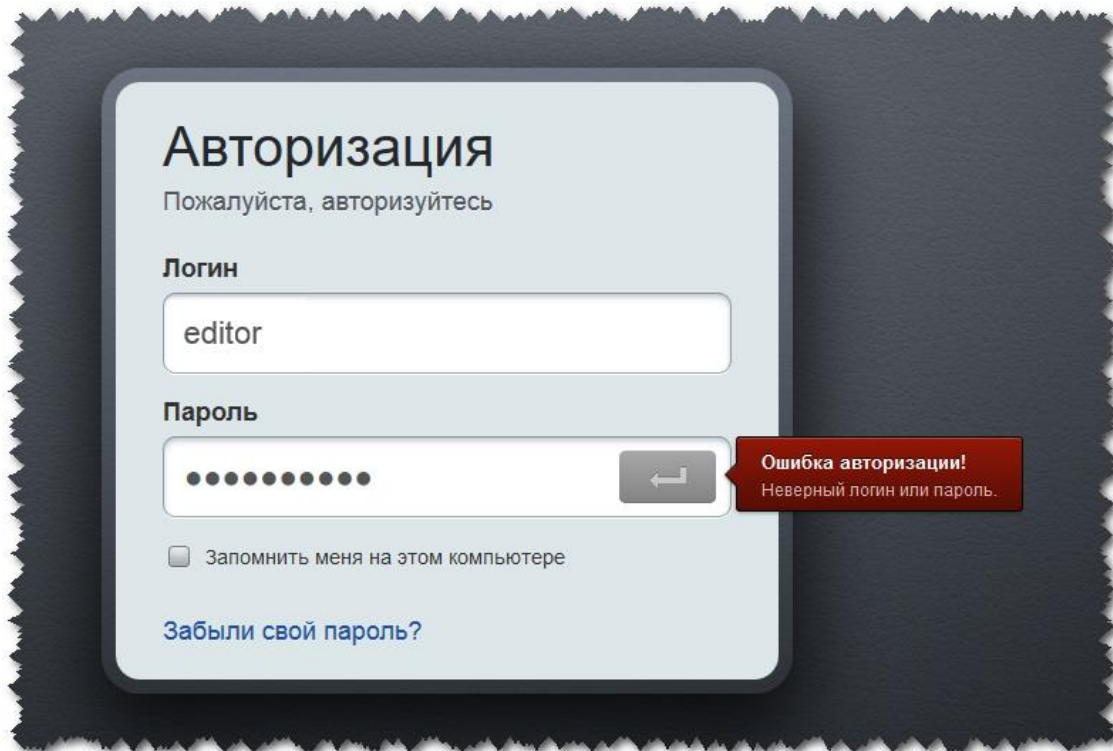 Авторизация
Пожалуйста, авторизуйтесь
Логин
editor
Пароль
●●●●●●●●●●
Ошибка авторизации!
Неверный логин или пароль.
Запомнить меня на этом компьютере
Забыли свой пароль?